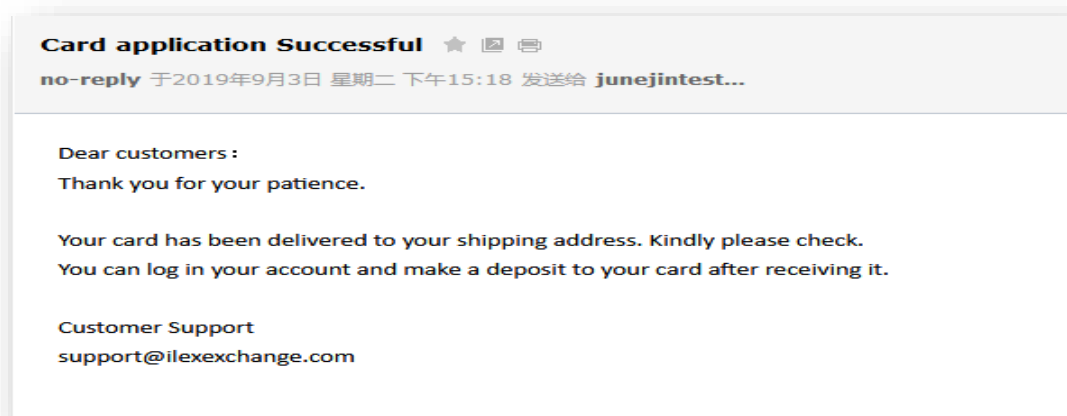 Card application Successful
no-reply 于2019年9月3日 星期二 下午15:18 发送给 junejintest...
Dear customers：
Thank you for your patience.
Your card has been delivered to your shipping address. Kindly please check.
You can log in your account and make a deposit to your card after receiving it.
Customer Support
support@ilexexchange.com